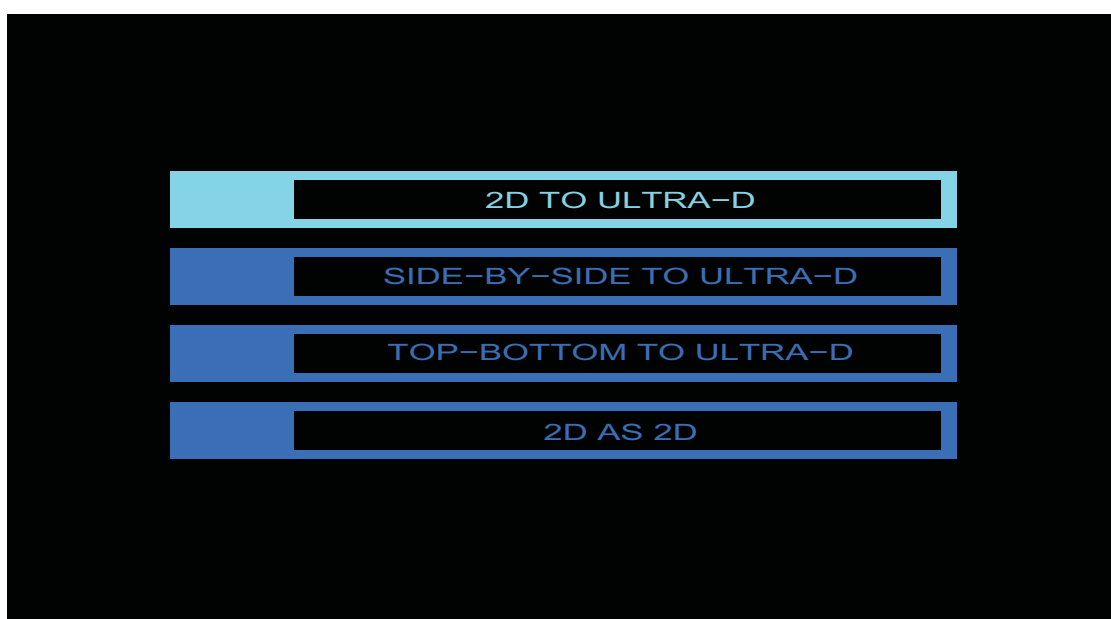 2D TO ULTRA−D
SIDE−BY−SIDE TO ULTRA−D
TOP−BOTTOM TO ULTRA−D
2D AS 2D